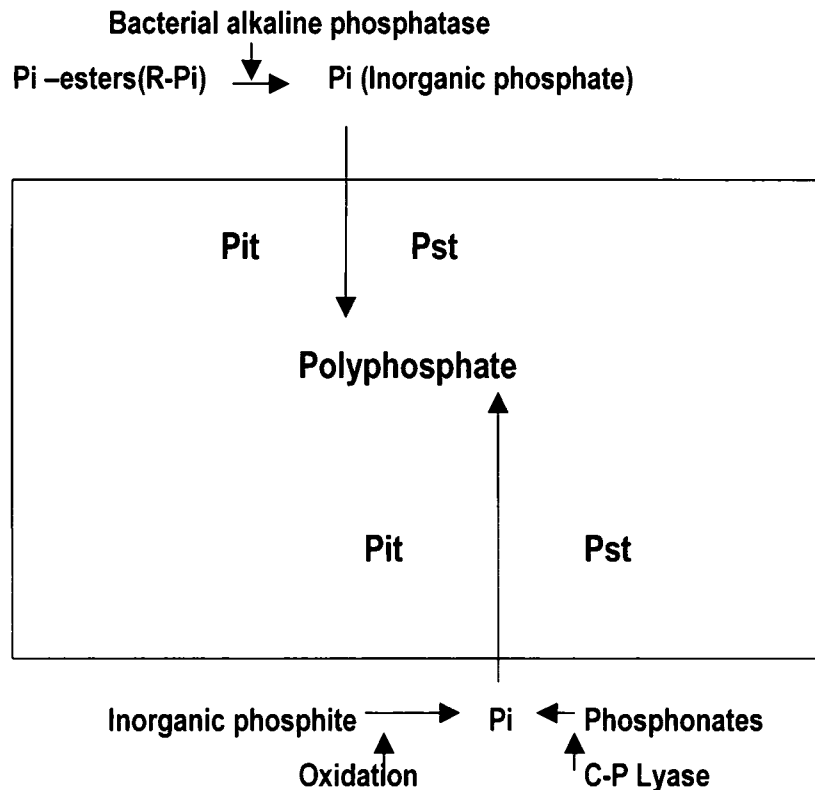 Bacterial alkaline phosphatase
Pi –esters(R-Pi) Pi (Inorganic phosphate)
Pit Pst
Polyphosphate
Pit Pst
Inorganic phosphite Pi Phosphonates
Oxidation C-P Lyase